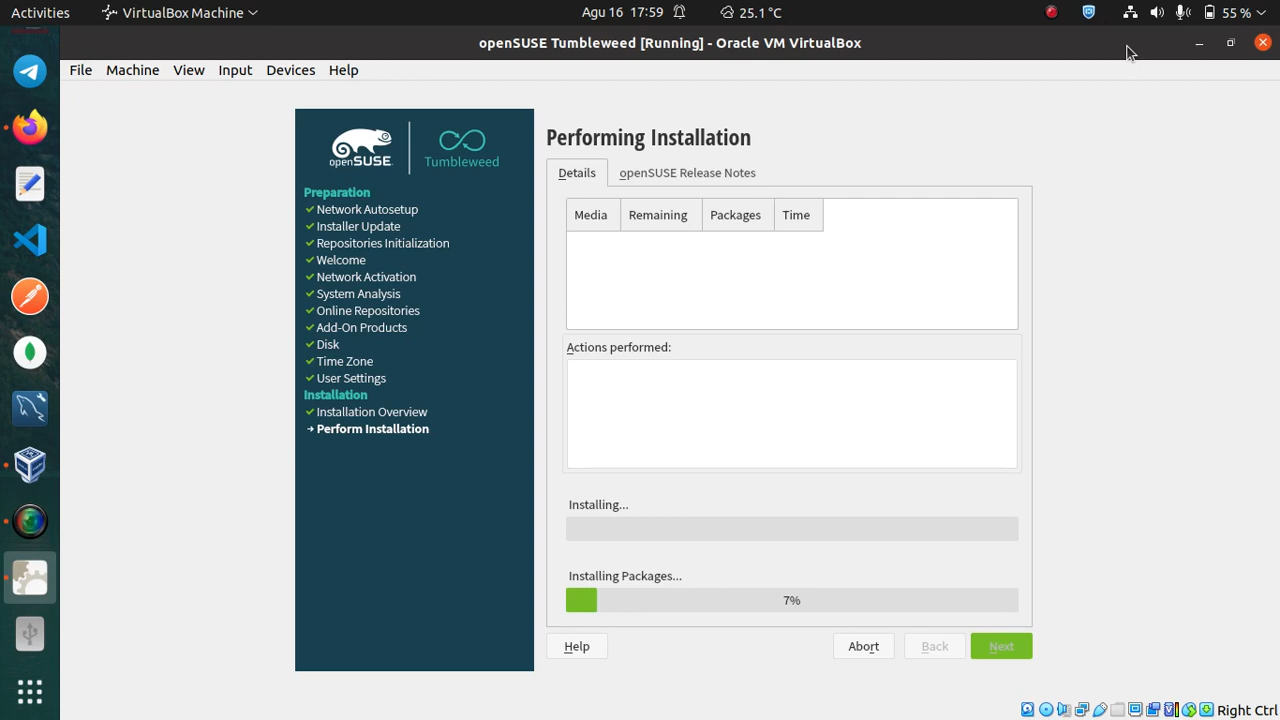 Activities
VirtualBox Machine
Agu 16 17:59
25.1 °C
55 %
openSUSE Tumbleweed [Running] - Oracle VM VirtualBox
File Machine View Input Devices Help
openSUSE
Tumbleweed
Preparation
Network Autosetup
Installer Update
Repositories Initialization
Welcome
Network Activation
System Analysis
Online Repositories
Add-On Products
Disk
Time Zone
User Settings
Installation
Installation Overview
Perform Installation
Performing Installation
Details openSUSE Release Notes
Media Remaining Packages Time
Actions performed:
Installing...
Installing Packages...
7%
Help Abort Back Next
Right Ctrl